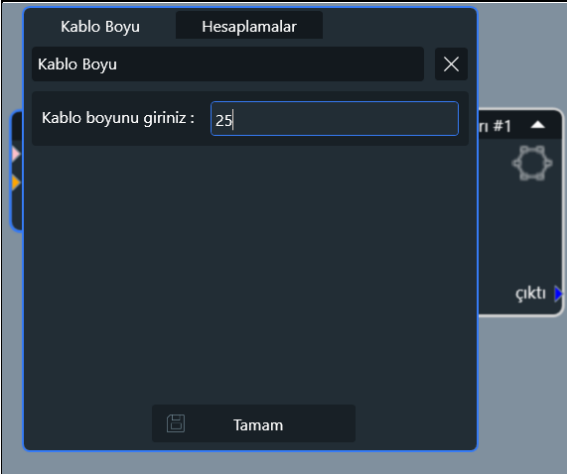 Kablo Boyu Hesaplamalar
Kablo Boyu
Kablo boyunu giriniz : 25
#1
çıktı
Tamam